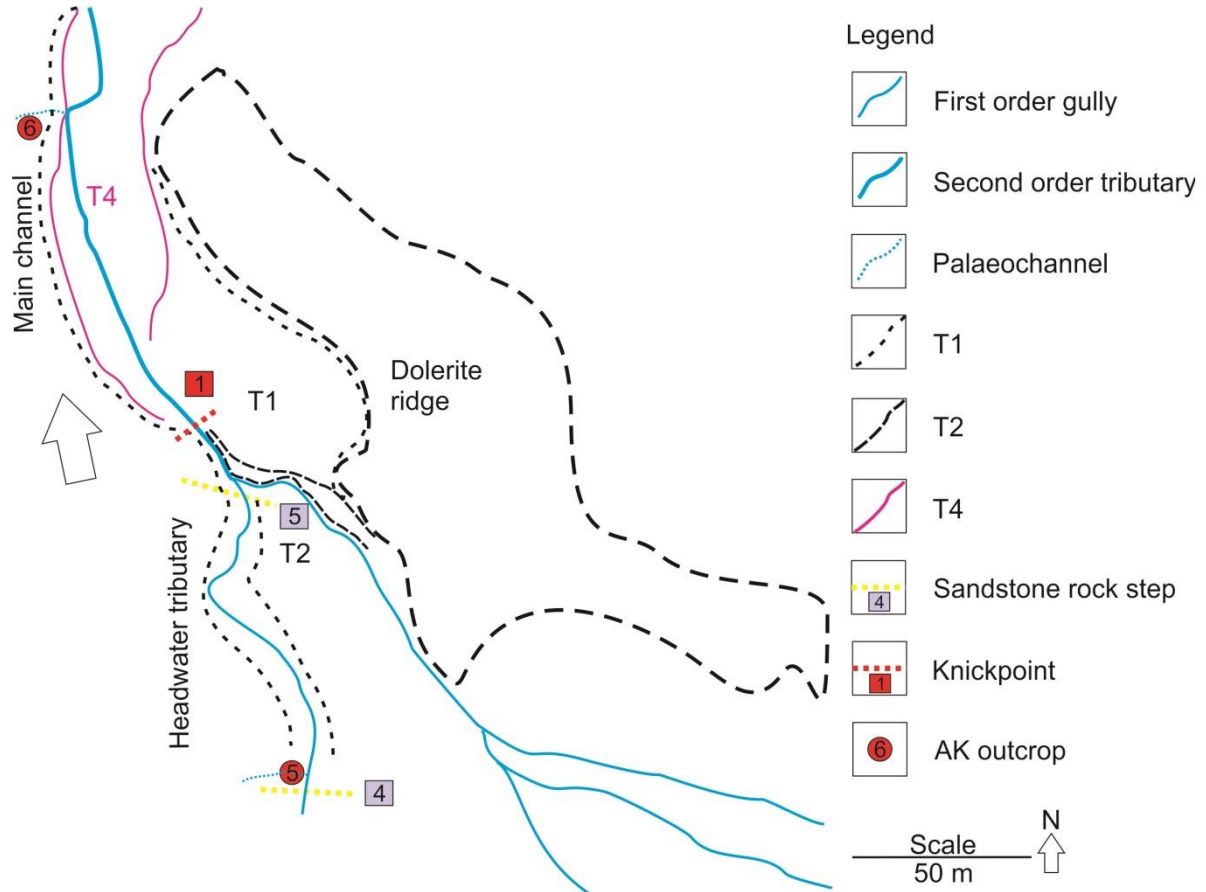 Legend
First order gully
Second order tributary
Palaeochannel
T1
T2
T4
4
Sandstone rock step
1
Knickpoint
6
AK outcrop
Scale
50 m
N
6
Main channel
T4
1
T1
Dolerite
ridge
5
T2
Headwater tributary
5
4